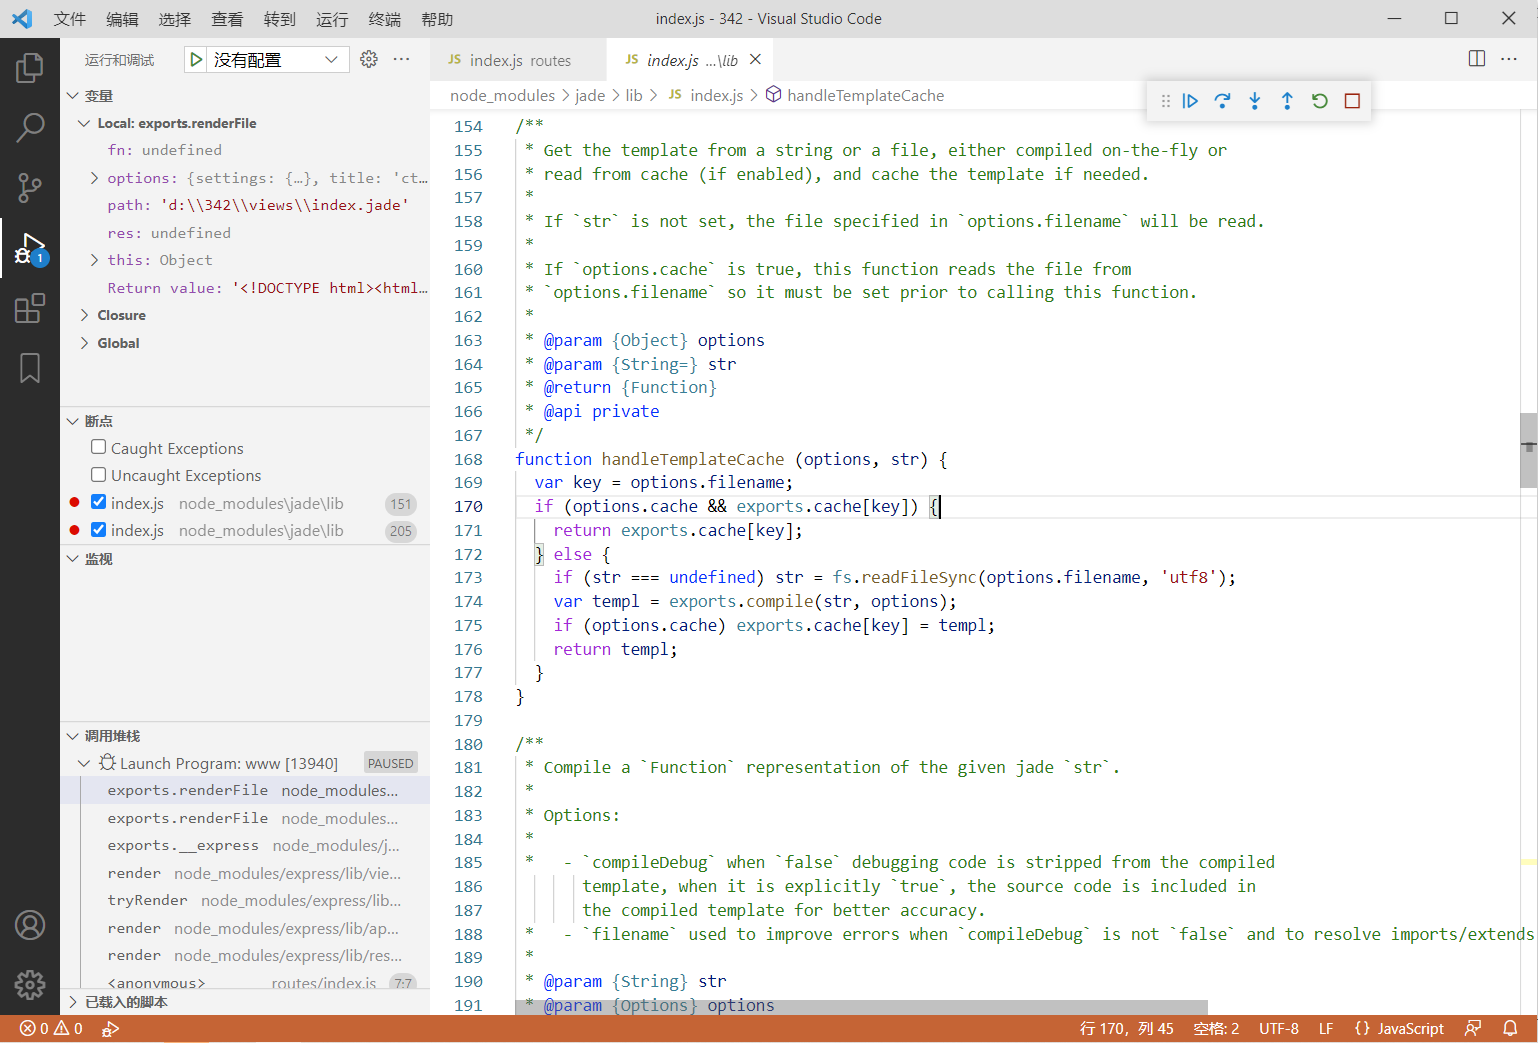 文件 编辑 选择 查看 转到 运行 终端 帮助 index.js - 342 - Visual Studio Code
运行和调试 没有配置 ···
变量
Local: exports.renderFile
fn: undefined
options: {settings: {…}, title: 'ct…
path: 'd:\\342\\views\\index.jade'
res: undefined
this: Object
Return value: '<!DOCTYPE html><html…
Closure
Global
断点
Caught Exceptions
Uncaught Exceptions
index.js node_modules\jade\lib 151
index.js node_modules\jade\lib 205
监视
调用堆栈
Launch Program: www [13940] PAUSED
exports.renderFile node_modules...
exports.renderFile node_modules...
exports.__express node_modules/j...
render node_modules/express/lib/vie...
tryRender node_modules/express/lib...
render node_modules/express/lib/ap...
render node_modules/express/lib/res...
<anonymous> routes/index.js 7:7
已载入的脚本
JS index.js routes
JS index.js ...\lib
node_modules > jade > lib > JS index.js > handleTemplateCache
154 /**
155 * Get the template from a string or a file, either compiled on-the-fly or
156 * read from cache (if enabled), and cache the template if needed.
157 *
158 * If `str` is not set, the file specified in `options.filename` will be read.
159 *
160 * If `options.cache` is true, this function reads the file from
161 * `options.filename` so it must be set prior to calling this function.
162 *
163 * @param {Object} options
164 * @param {String=} str
165 * @return {Function}
166 * @api private
167 */
168 function handleTemplateCache (options, str) {
169 var key = options.filename;
170 if (options.cache && exports.cache[key]) {
171 return exports.cache[key];
172 } else {
173 if (str === undefined) str = fs.readFileSync(options.filename, 'utf8');
174 var templ = exports.compile(str, options);
175 if (options.cache) exports.cache[key] = templ;
176 return templ;
177 }
178 }
179
180 /**
181 * Compile a `Function` representation of the given jade `str`.
182 *
183 * Options:
184 *
185 * - `compileDebug` when `false` debugging code is stripped from the compiled
186 template, when it is explicitly `true`, the source code is included in
187 the compiled template for better accuracy.
188 * - `filename` used to improve errors when `compileDebug` is not `false` and to resolve imports/extends
189 *
190 * @param {String} str
191 * @param {Options} options
0 0 行 170，列 45 空格: 2 UTF-8 LF {} JavaScript
1